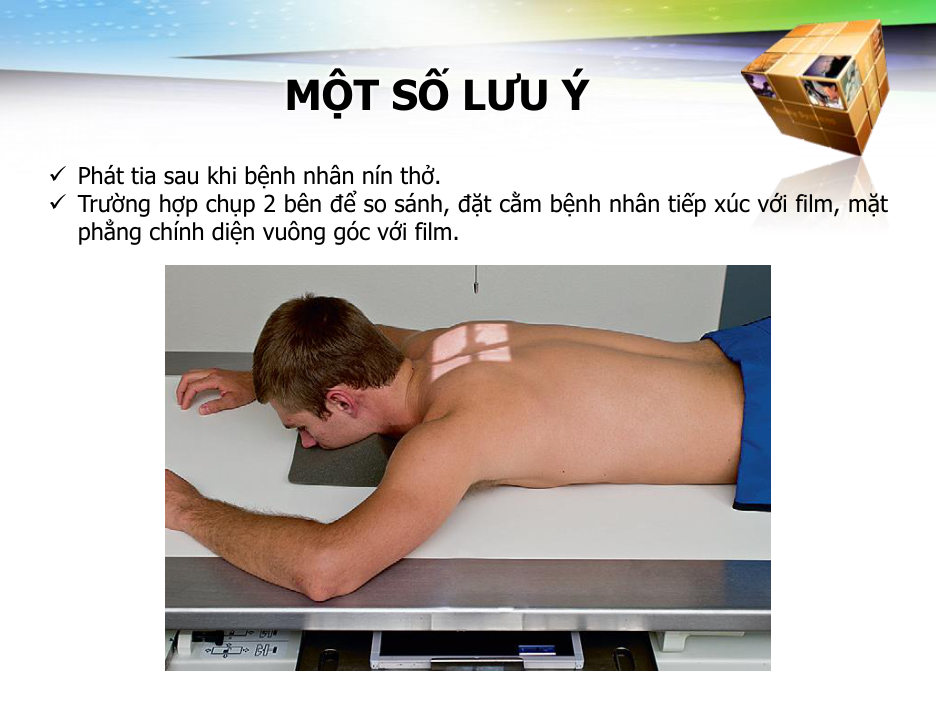 MỘT SỐ LƯU Ý
✓ Phát tia sau khi bệnh nhân nín thở.
✓ Trường hợp chụp 2 bên để so sánh, đặt cằm bệnh nhân tiếp xúc với film, mặt
phẳng chính diện vuông góc với film.